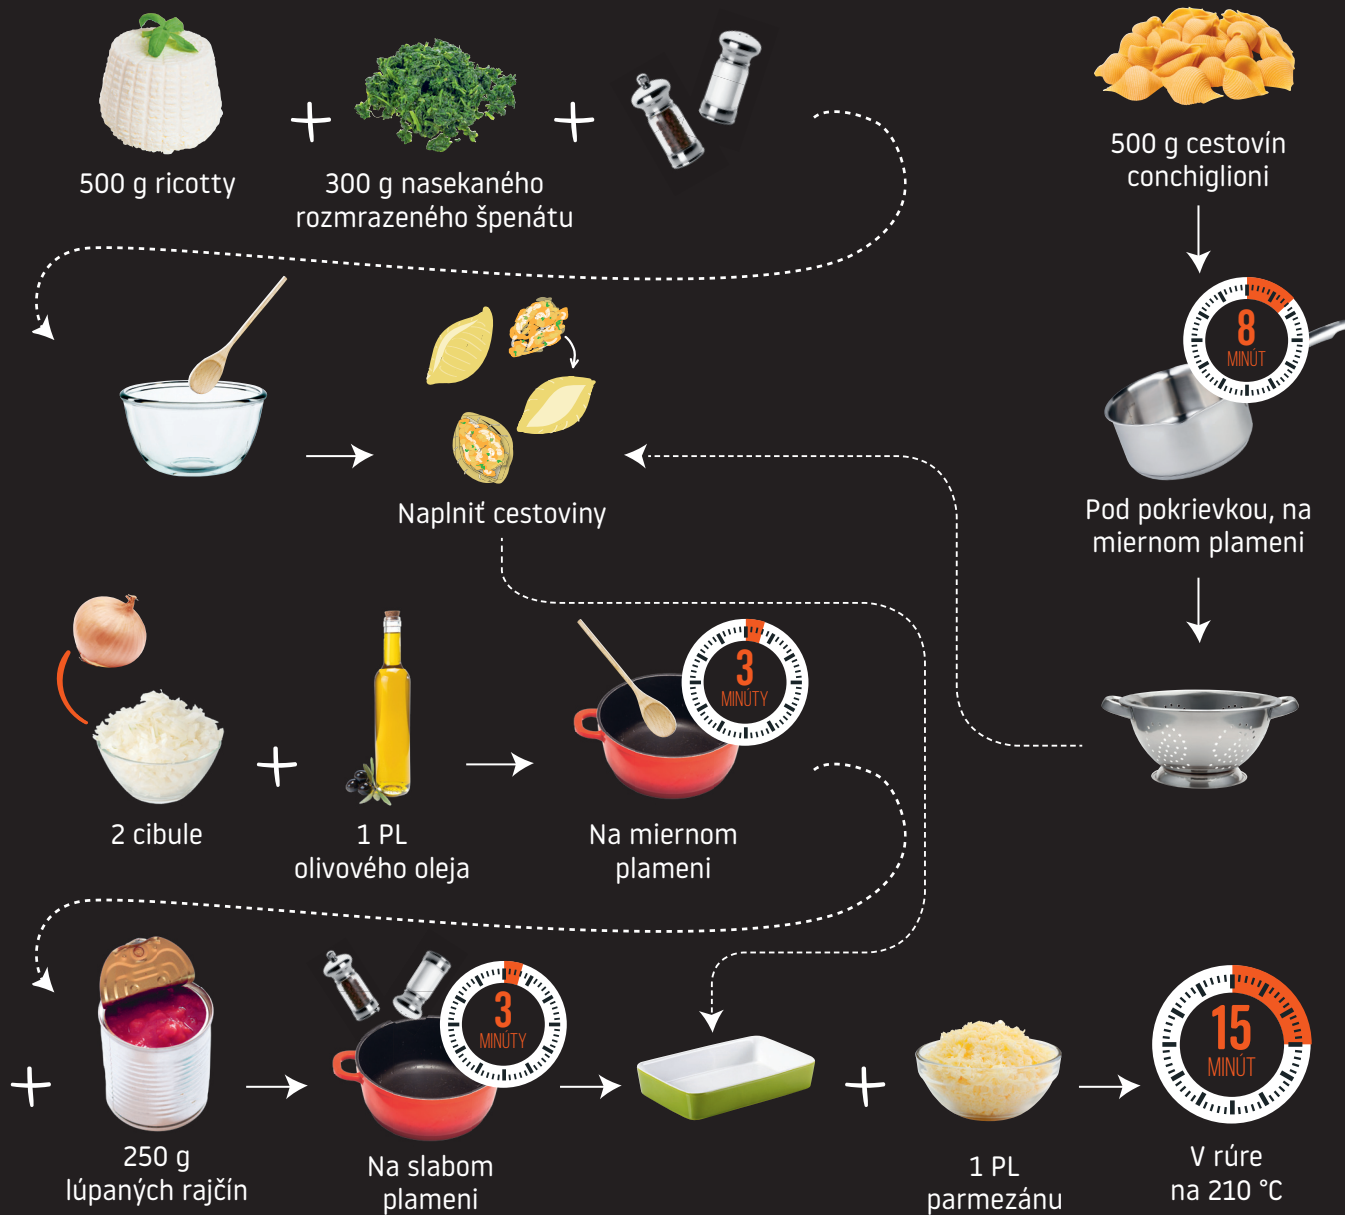 500 g ricotty
300 g nasekaného
rozmrazeného špenátu
500 g cestovín
conchiglioni
8
MINÚT
Pod pokrievkou, na
miernom plameni
Naplniť cestoviny
2 cibule
1 PL
olivového oleja
3
MINÚTY
Na miernom
plameni
250 g
lúpaných rajčín
3
MINÚTY
Na slabom
plameni
1 PL
parmezánu
15
MINÚT
V rúre
na 210 °C